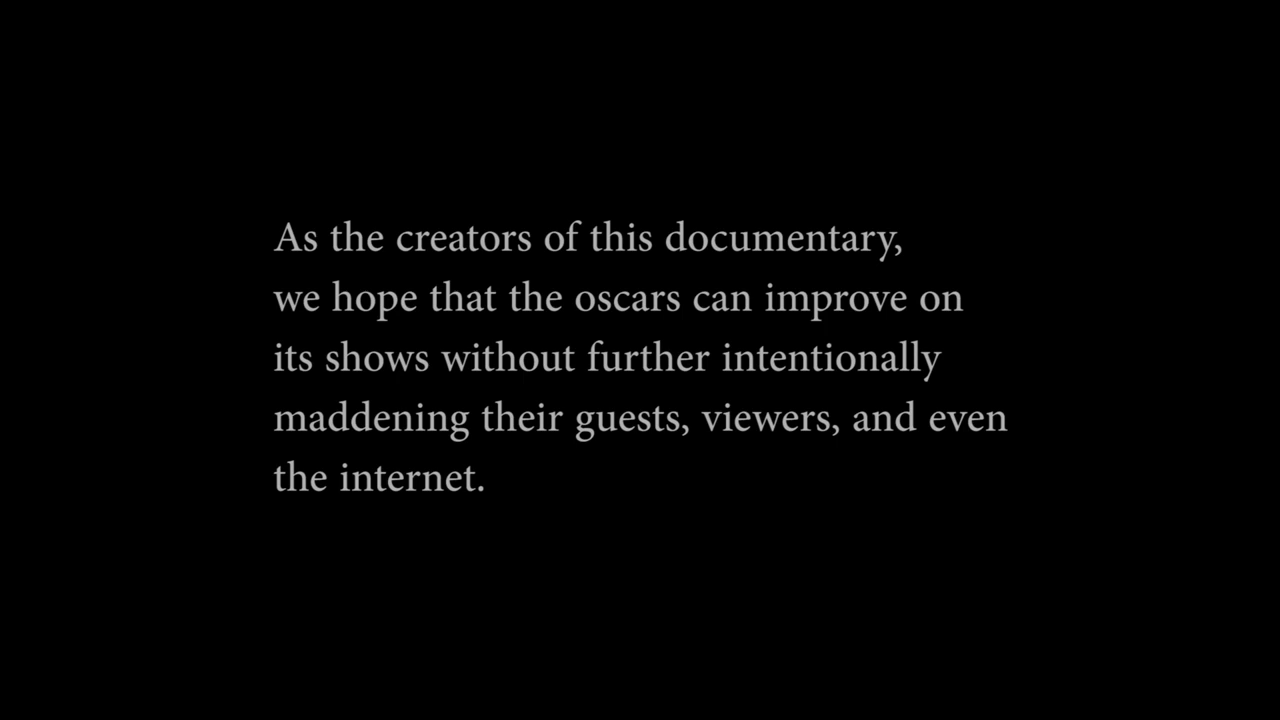 As the creators of this documentary,
we hope that the oscars can improve on
its shows without further intentionally
maddening their guests, viewers, and even
the internet.